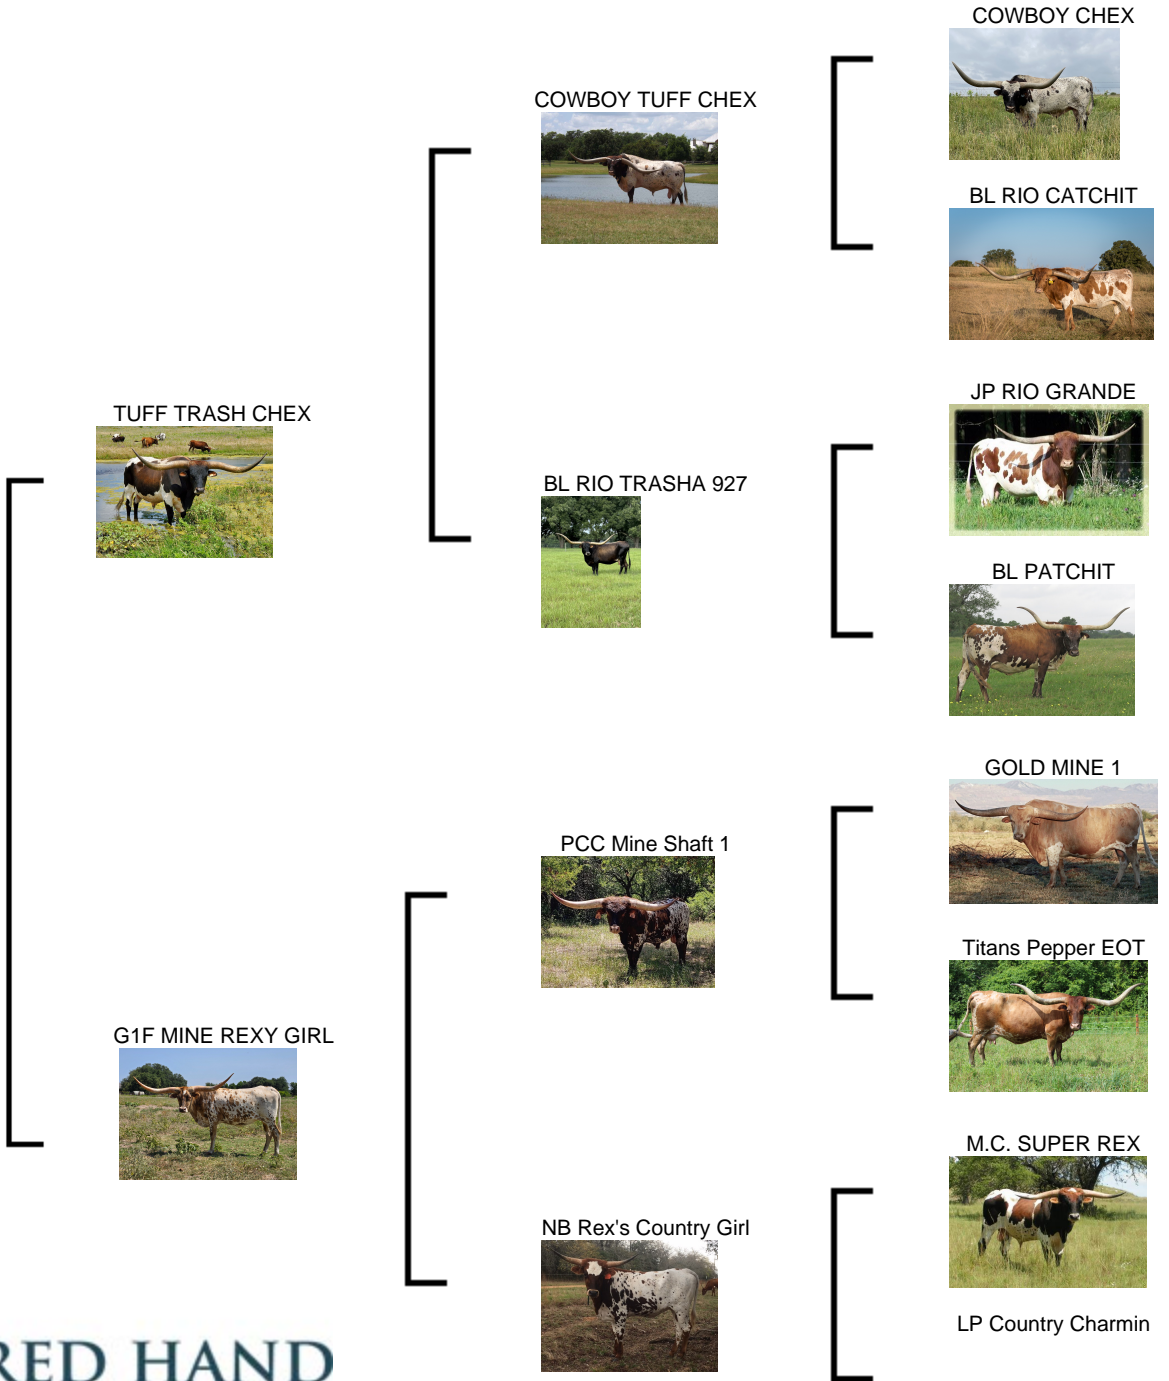 COWBOY CHEX
COWBOY TUFF CHEX
BL RIO CATCHIT
TUFF TRASH CHEX
JP RIO GRANDE
BL RIO TRASHA 927
BL PATCHIT
GOLD MINE 1
PCC Mine Shaft 1
Titans Pepper EOT
G1F MINE REXY GIRL
M.C. SUPER REX
NB Rex's Country Girl
LP Country Charmin
RED HAND